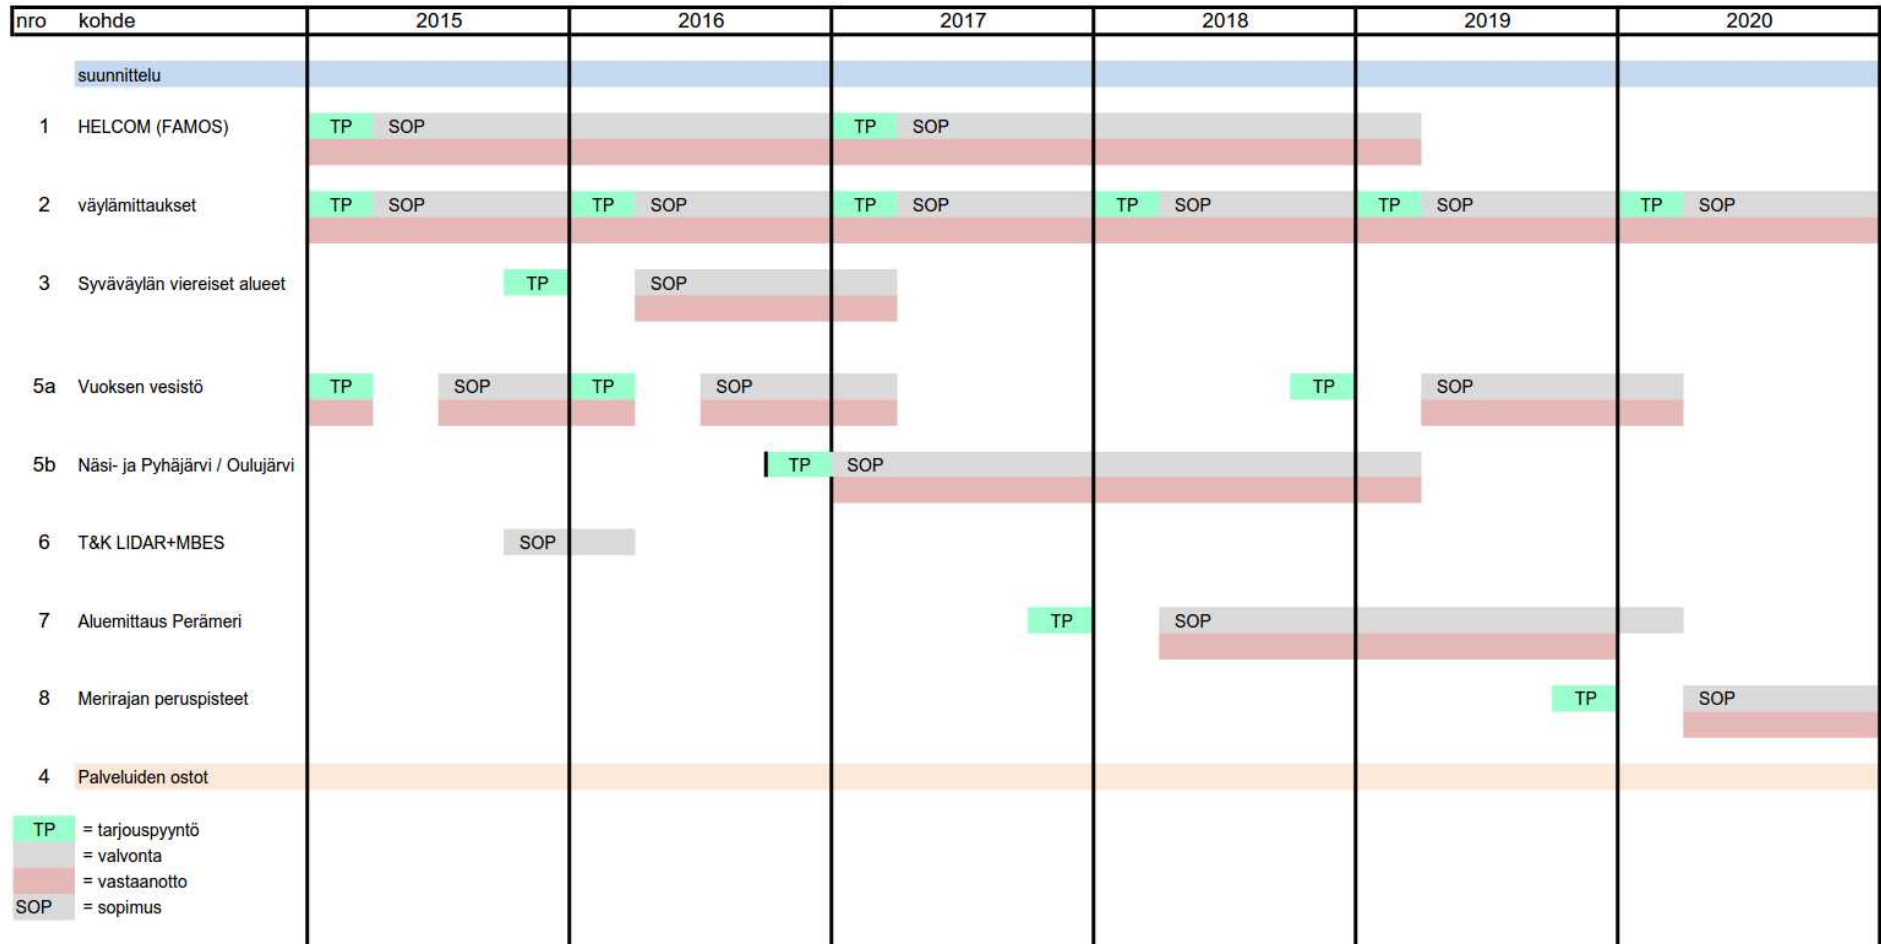 nro kohde 2015 2016 2017 2018 2019 2020
suunnittelu
1 HELCOM (FAMOS) TP SOP TP SOP
2 väylämittaukset TP SOP TP SOP TP SOP TP SOP TP SOP TP SOP
3 Syväväylän viereiset alueet TP SOP
5a Vuoksen vesistö TP SOP TP SOP TP SOP
5b Näsi- ja Pyhäjärvi / Oulujärvi TP SOP
6 T&K LIDAR+MBES SOP
7 Aluemittaus Perämeri TP SOP
8 Merirajan peruspisteet TP SOP
4 Palveluiden ostot
TP = tarjouspyyntö
= valvonta
= vastaanotto
SOP = sopimus